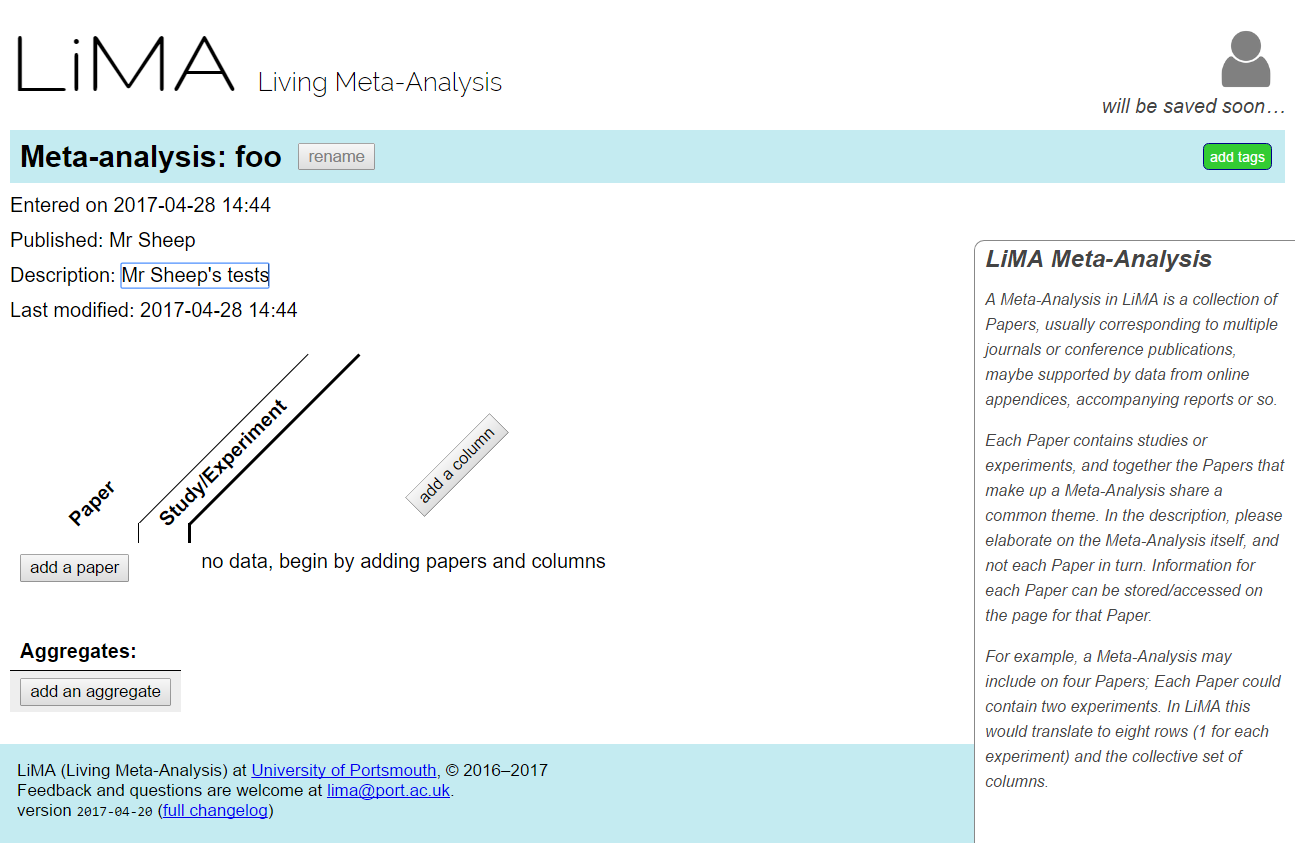 LiMA Living Meta-Analysis
will be saved soon…
Meta-analysis: foo rename add tags
Entered on 2017-04-28 14:44
Published: Mr Sheep
Description: Mr Sheep's tests
Last modified: 2017-04-28 14:44
Paper
Study/Experiment
add a column
add a paper
no data, begin by adding papers and columns
Aggregates:
add an aggregate
LiMA Meta-Analysis
A Meta-Analysis in LiMA is a collection of
Papers, usually corresponding to multiple
journals or conference publications,
maybe supported by data from online
appendices, accompanying reports or so.
Each Paper contains studies or
experiments, and together the Papers that
make up a Meta-Analysis share a
common theme. In the description, please
elaborate on the Meta-Analysis itself, and
not each Paper in turn. Information for
each Paper can be stored/accessed on
the page for that Paper.
For example, a Meta-Analysis may
include on four Papers; Each Paper could
contain two experiments. In LiMA this
would translate to eight rows (1 for each
experiment) and the collective set of
columns.
LiMA (Living Meta-Analysis) at University of Portsmouth, © 2016–2017
Feedback and questions are welcome at lima@port.ac.uk.
version 2017-04-20 (full changelog)